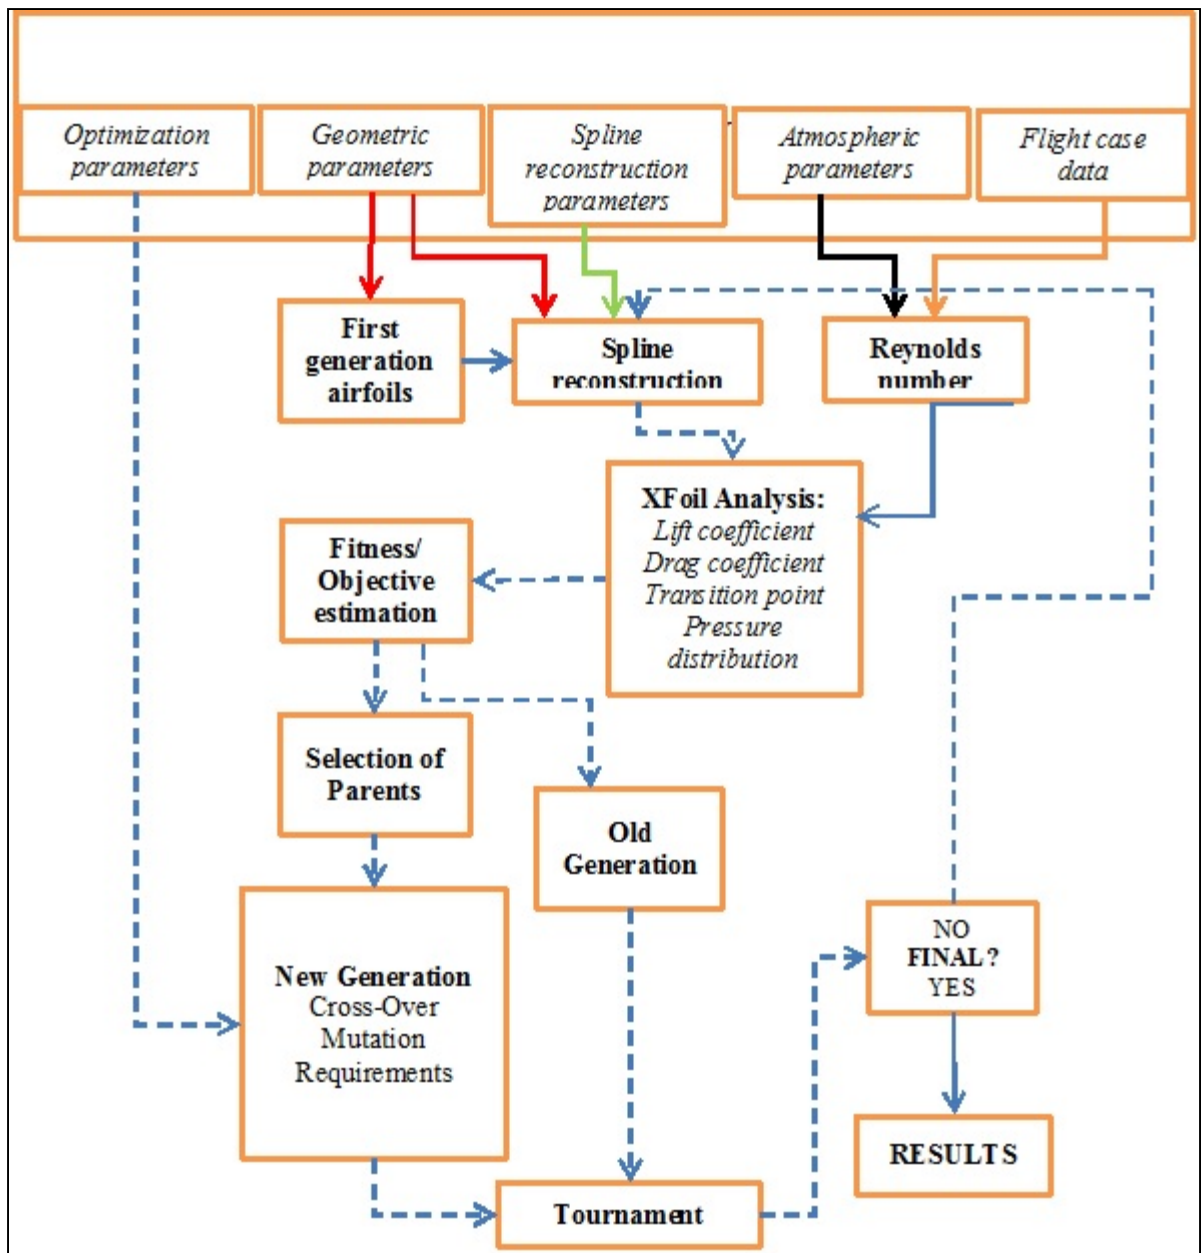 Optimization
parameters
Geometric
parameters
Spline
reconstruction
parameters
Atmospheric
parameters
Flight case
data
First
generation
airfoils
Spline
reconstruction
Reynolds
number
XFoil Analysis:
Lift coefficient
Drag coefficient
Transition point
Pressure
distribution
Fitness/
Objective
estimation
Selection of
Parents
Old
Generation
New Generation
Cross-Over
Mutation
Requirements
NO
FINAL?
YES
RESULTS
Tournament